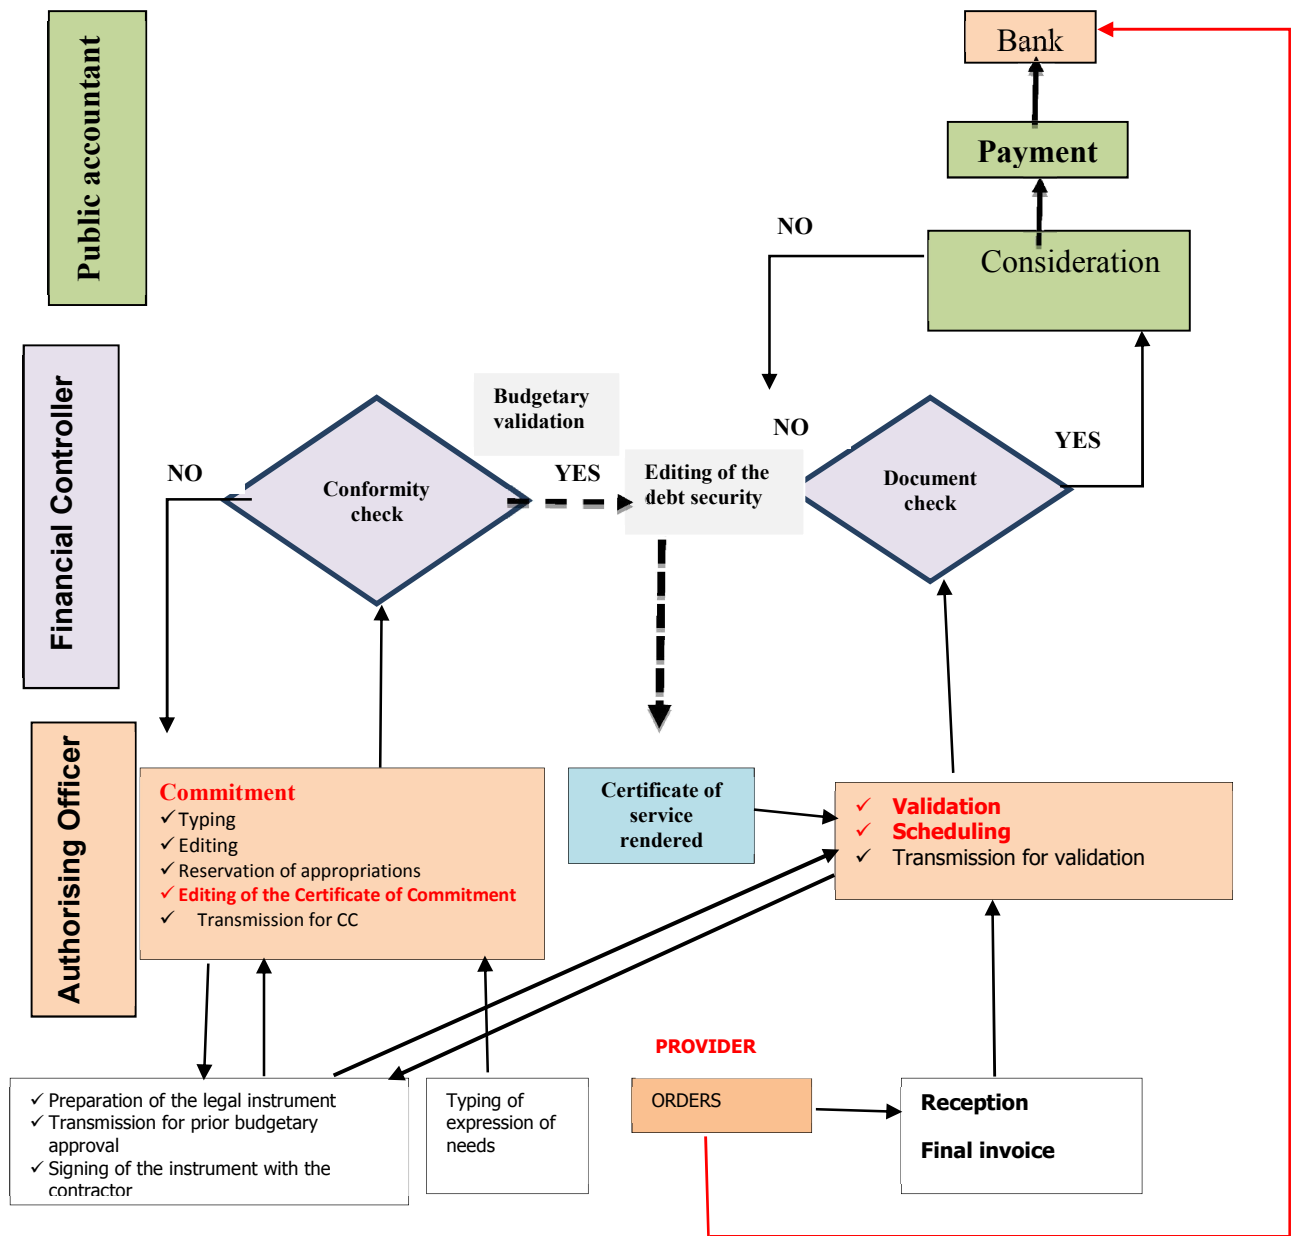 Public accountant
Bank
Payment
NO
Consideration
Financial Controller
Budgetary
validation
NO
NO
YES
YES
Conformity
check
Editing of the
debt security
Document
check
Authorising Officer
Commitment
✓ Typing
✓ Editing
✓ Reservation of appropriations
✓ Editing of the Certificate of Commitment
✓ Transmission for CC
Certificate of
service
rendered
✓ Validation
✓ Scheduling
✓ Transmission for validation
PROVIDER
✓ Preparation of the legal instrument
✓ Transmission for prior budgetary
approval
✓ Signing of the instrument with the
contractor
Typing of
expression of
needs
ORDERS
Reception
Final invoice